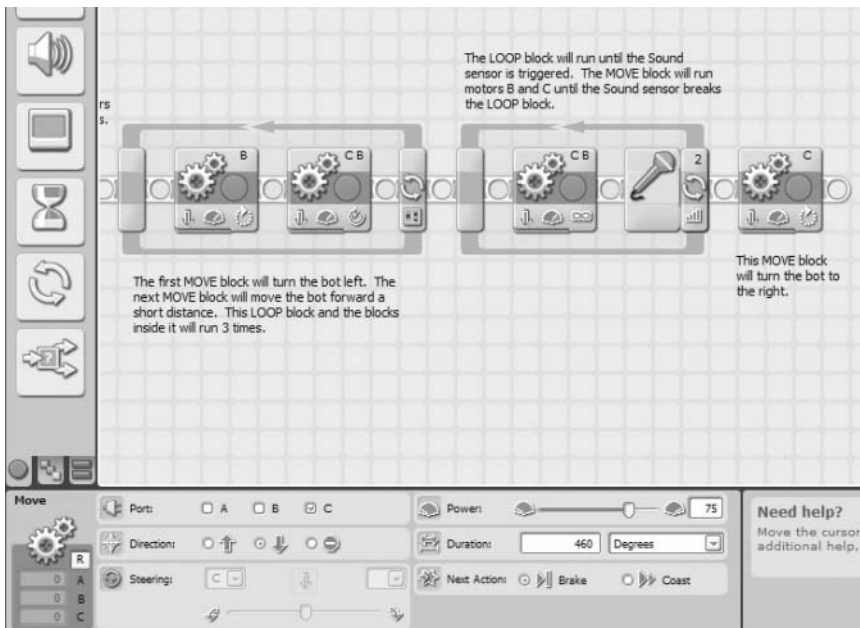 The LOOP block will run until the Sound
sensor is triggered. The MOVE block will run
motors B and C until the Sound sensor breaks
the LOOP block.
rs
s.
B
C B
C B
2
C
The first MOVE block will turn the bot left. The
next MOVE block will move the bot forward a
short distance. This LOOP block and the blocks
inside it will run 3 times.
This MOVE block
will turn the bot to
the right.
Move
R
0 A
0 B
0 C
Port: A B C
Direction:
Steering: C
Power: 75
Duration: 460 Degrees
Next Action: Brake Coast
Need help?
Move the cursor
additional help,